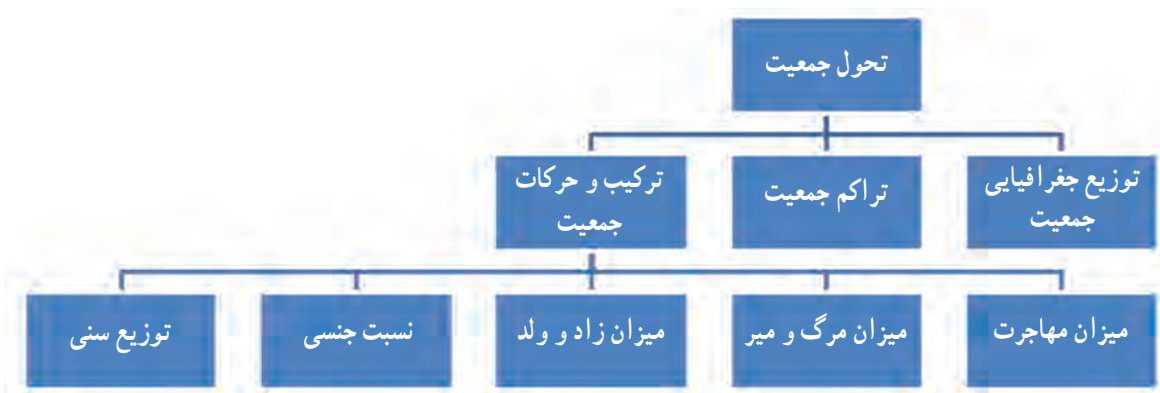 تحول جمعیت
توزیع جغرافیایی
جمعیت
تراکم جمعیت
ترکیب و حرکات
جمعیت
میزان مهاجرت
میزان مرگ و میر
میزان زاد و ولد
نسبت جنسی
توزیع سنی